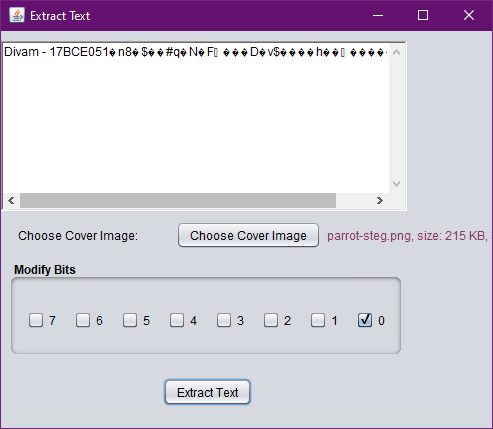 Extract Text
Divam - 17BCE051�n8�$��#q�N�F▯ ���D�v$����h��▯ �����
Choose Cover Image:
Choose Cover Image
parrot-steg.png, size: 215 KB,
Modify Bits
7 6 5 4 3 2 1 0
Extract Text